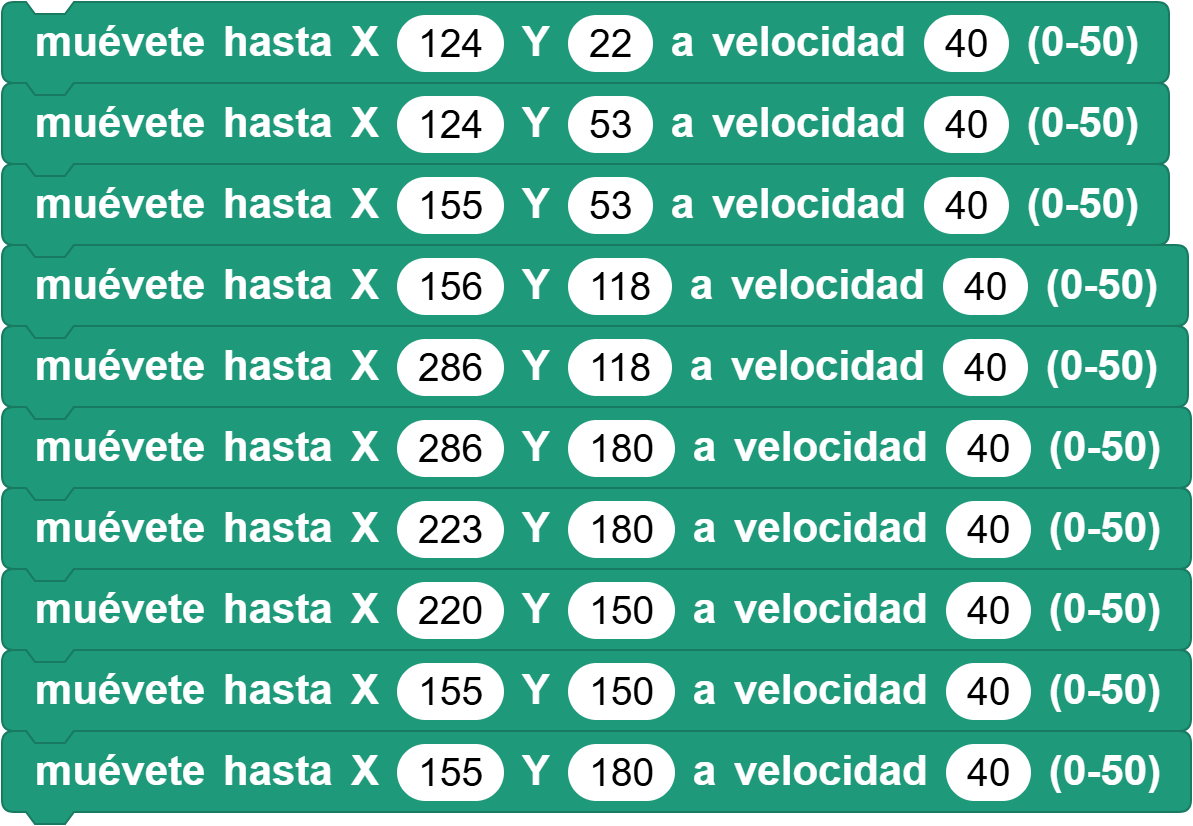 muévete hasta X 124 Y 22 a velocidad 40 (0-50)
muévete hasta X 124 Y 53 a velocidad 40 (0-50)
muévete hasta X 155 Y 53 a velocidad 40 (0-50)
muévete hasta X 156 Y 118 a velocidad 40 (0-50)
muévete hasta X 286 Y 118 a velocidad 40 (0-50)
muévete hasta X 286 Y 180 a velocidad 40 (0-50)
muévete hasta X 223 Y 180 a velocidad 40 (0-50)
muévete hasta X 220 Y 150 a velocidad 40 (0-50)
muévete hasta X 155 Y 150 a velocidad 40 (0-50)
muévete hasta X 155 Y 180 a velocidad 40 (0-50)